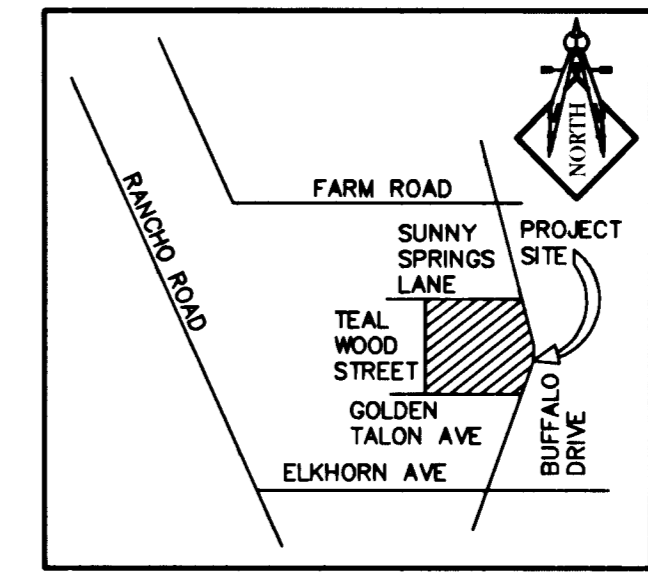 NORTH
RANCHO ROAD
FARM ROAD
SUNNY
SPRINGS
LANE
PROJECT
SITE
TEAL
WOOD
STREET
GOLDEN
TALON AVE
BUFFALO
DRIVE
ELKHORN AVE